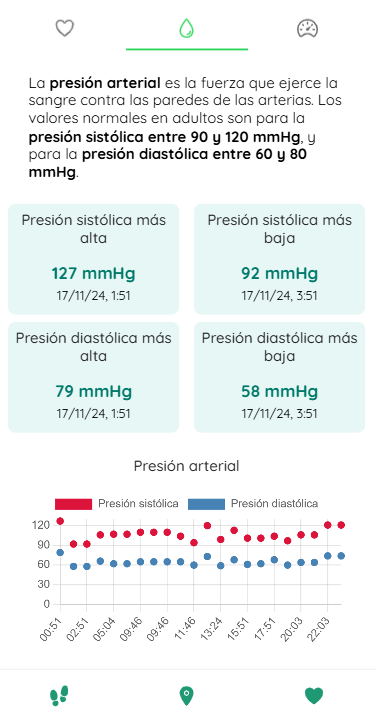 La presión arterial es la fuerza que ejerce la
sangre contra las paredes de las arterias. Los
valores normales en adultos son para la
presión sistólica entre 90 y 120 mmHg, y
para la presión diastólica entre 60 y 80
mmHg.
Presión sistólica más
alta
127 mmHg
17/11/24, 1:51
Presión sistólica más
baja
92 mmHg
17/11/24, 3:51
Presión diastólica más
alta
79 mmHg
17/11/24, 1:51
Presión diastólica más
baja
58 mmHg
17/11/24, 3:51
Presión arterial
Presión sistólica
Presión diastólica
120
90
60
30
0
00:51
02:51
05:04
09:46
09:46
11:46
13:24
15:51
17:51
20:03
22:03